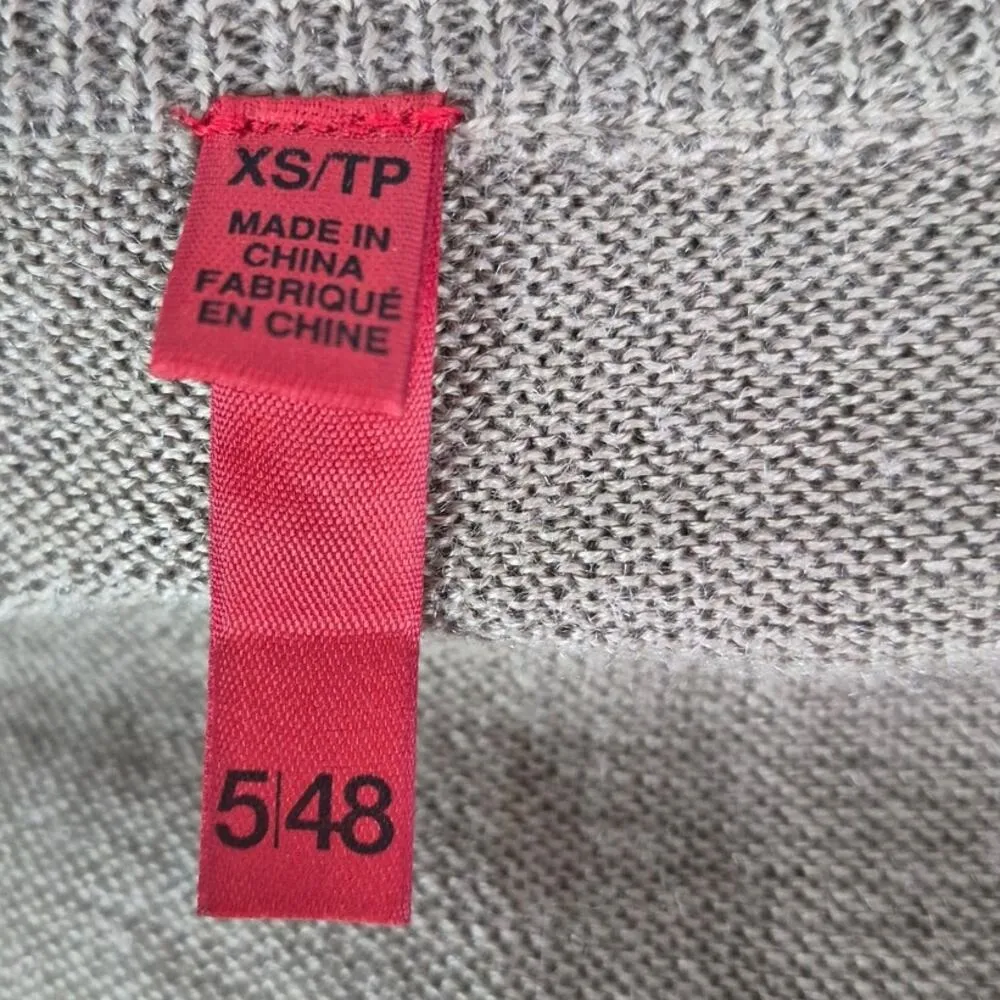 XS/TP
MADE IN
CHINA
FABRIQUÉ
EN CHINE
5|48